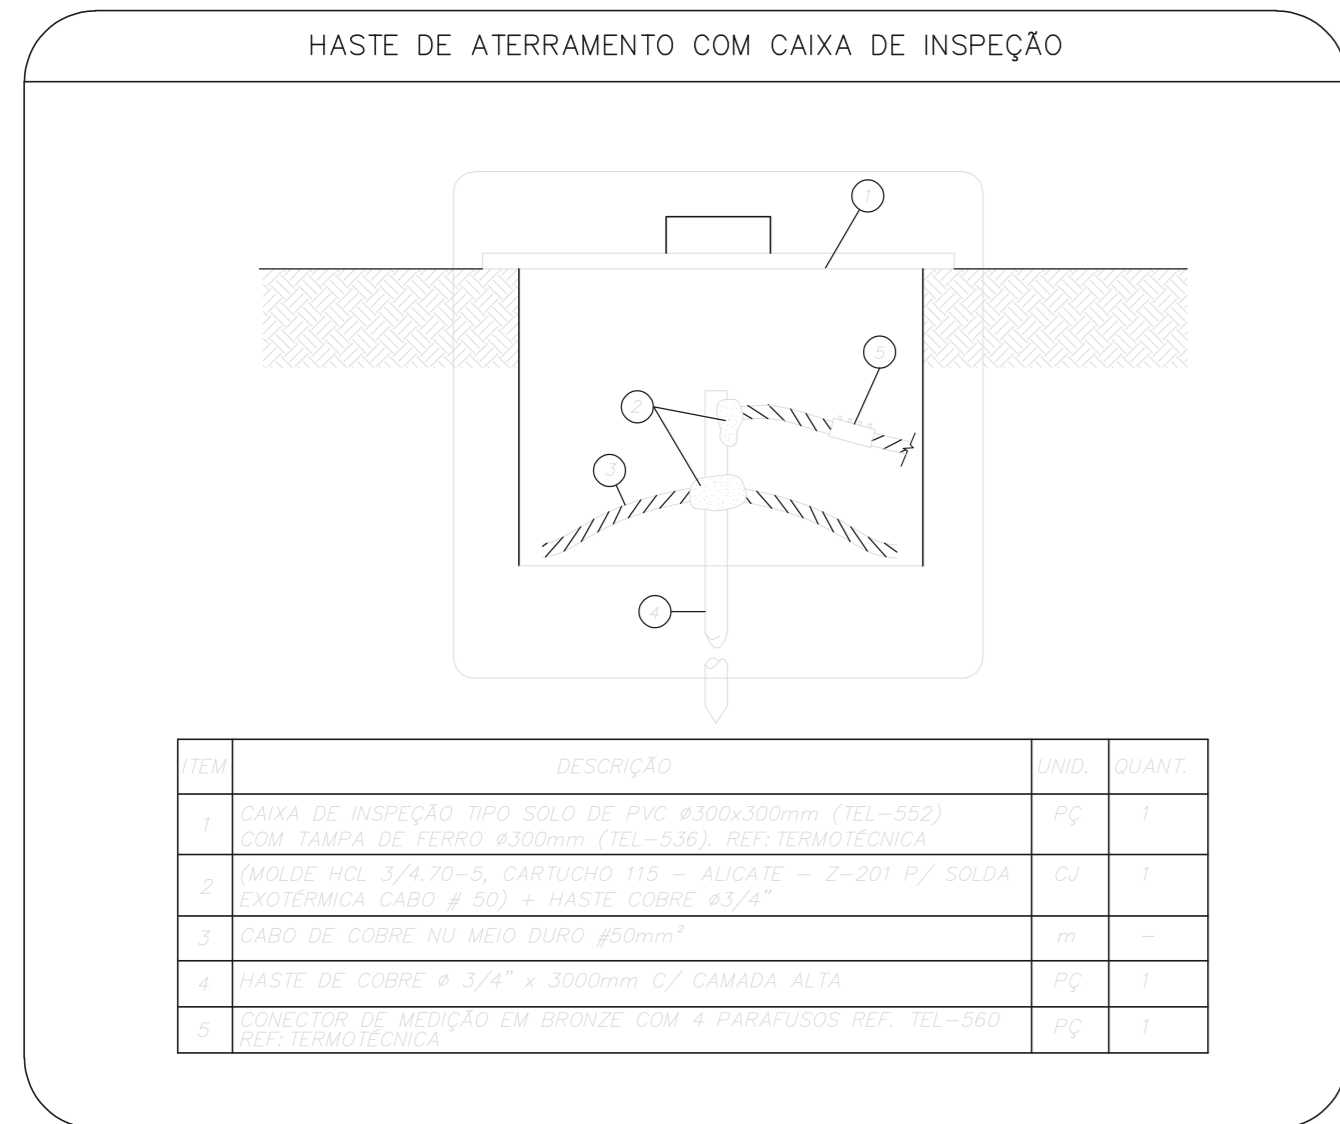 HASTE DE ATERRAMENTO COM CAIXA DE INSPEÇÃO
1
5
2
3
4
ITEM DESCRIÇÃO UNID. QUANT.
1 CAIXA DE INSPEÇÃO TIPO SOLO DE PVC ø300x300mm (TEL-552) PÇ 1
COM TAMPA DE FERRO ø300mm (TEL-536). REF: TERMOTÉCNICA
2 (MOLDE HCL 3/4.70-5, CARTUCHO 115 - ALICATE - Z-201 P/ SOLDA CJ 1
EXOTÉRMICA CABO # 50) + HASTE COBRE ø3/4"
3 CABO DE COBRE NU MEIO DURO #50mm² m -
4 HASTE DE COBRE ø 3/4" x 3000mm C/ CAMADA ALTA PÇ 1
5 CONECTOR DE MEDIÇÃO EM BRONZE COM 4 PARAFUSOS REF. TEL-560 PÇ 1
REF: TERMOTÉCNICA